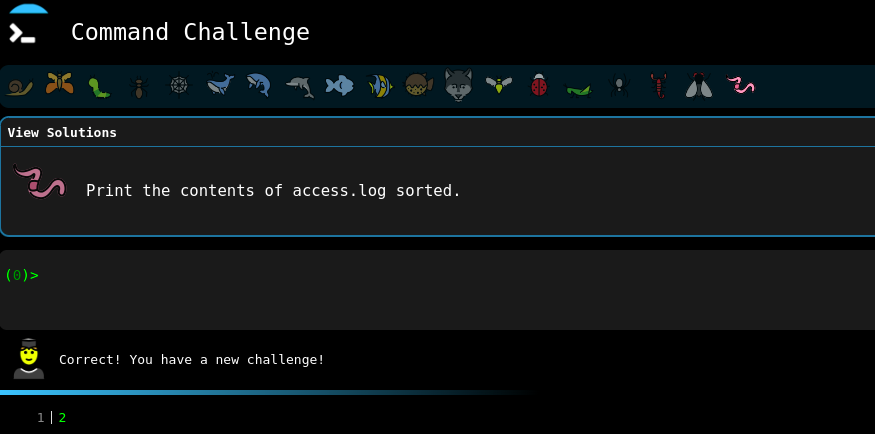 Command Challenge
View Solutions
Print the contents of access.log sorted.
(0)>
Correct! You have a new challenge!
1|2